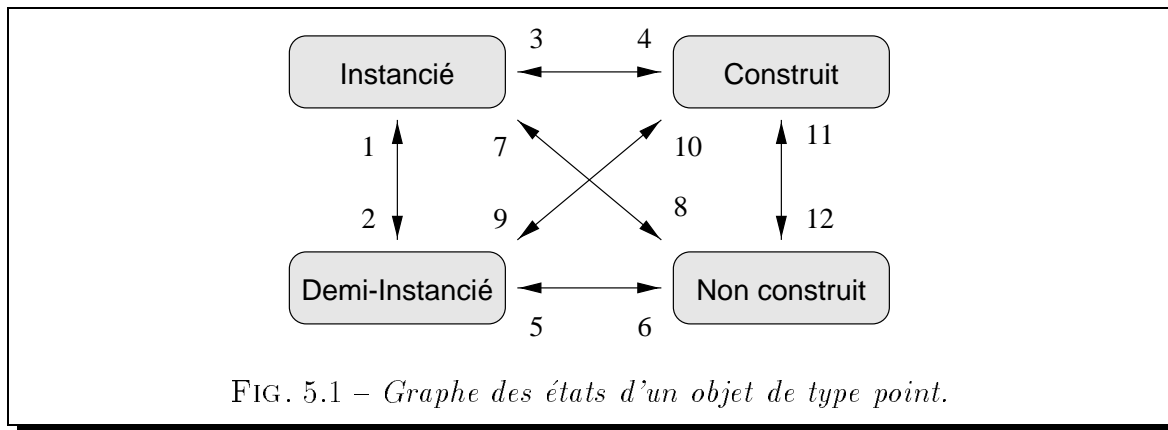 3 4
Instancié Construit
1 7 10 11
2 9 8 12
Demi-Instancié Non construit
5 6
FIG. 5.1 – Graphe des états d'un objet de type point.